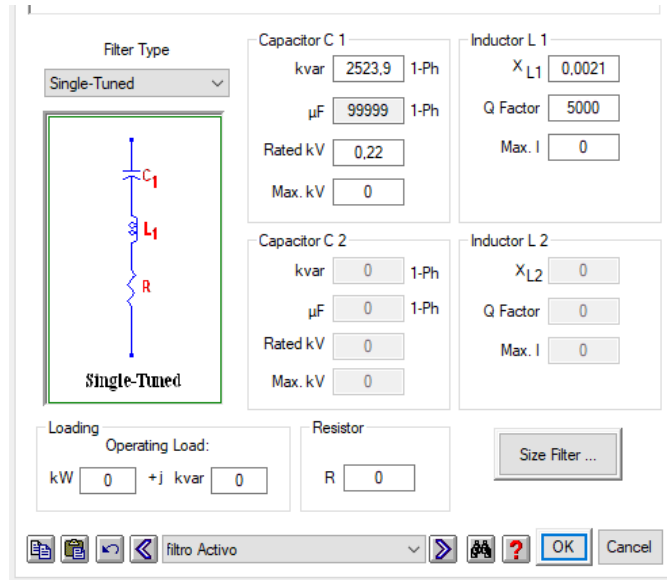 Filter Type
Single-Tuned
C1
L1
R
Single-Tuned
Capacitor C 1
kvar 2523,9 1-Ph
µF 99999 1-Ph
Rated kV 0,22
Max. kV 0
Inductor L 1
XL1 0,0021
Q Factor 5000
Max. I 0
Capacitor C 2
kvar 0 1-Ph
µF 0 1-Ph
Rated kV 0
Max. kV 0
Inductor L 2
XL2 0
Q Factor 0
Max. I 0
Loading
Operating Load:
kW 0 +j kvar 0
Resistor
R 0
Size Filter ...
filtro Activo
?
OK
Cancel